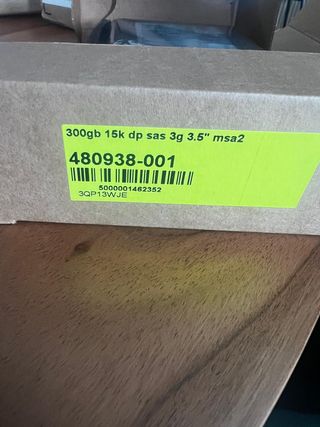 300gb 15k dp sas 3g 3.5" msa2
480938-001
5000001462352
3QP13WJE